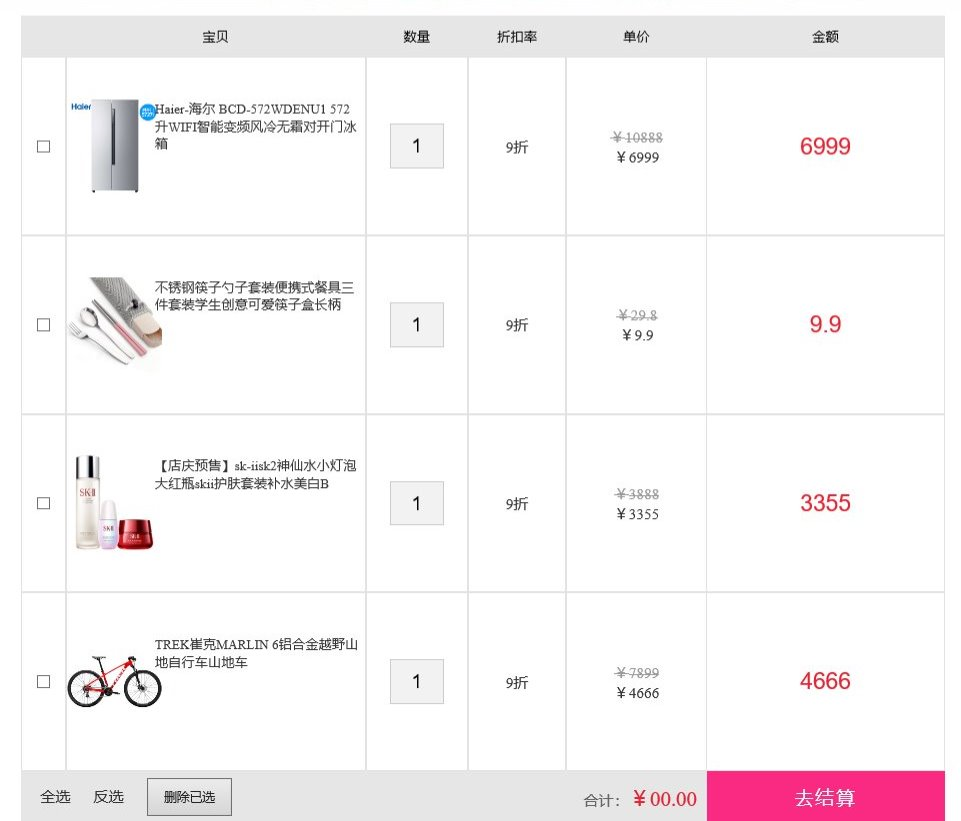 宝贝 数量 折扣率 单价 金额
Haier
Haier-海尔 BCD-572WDENU1 572
升WIFI智能变频风冷无霜对开门冰
箱
1
9折
￥10888
￥6999
6999
不锈钢筷子勺子套装便携式餐具三
件套装学生创意可爱筷子盒长柄
1
9折
￥29.8
￥9.9
9.9
【店庆预售】sk-iisk2神仙水小灯泡
大红瓶skii护肤套装补水美白B
SK-II
SK-II
1
9折
￥3888
￥3355
3355
TREK崔克MARLIN 6铝合金越野山
地自行车山地车
1
9折
￥7899
￥4666
4666
全选 反选 删除已选 合计： ￥00.00 去结算